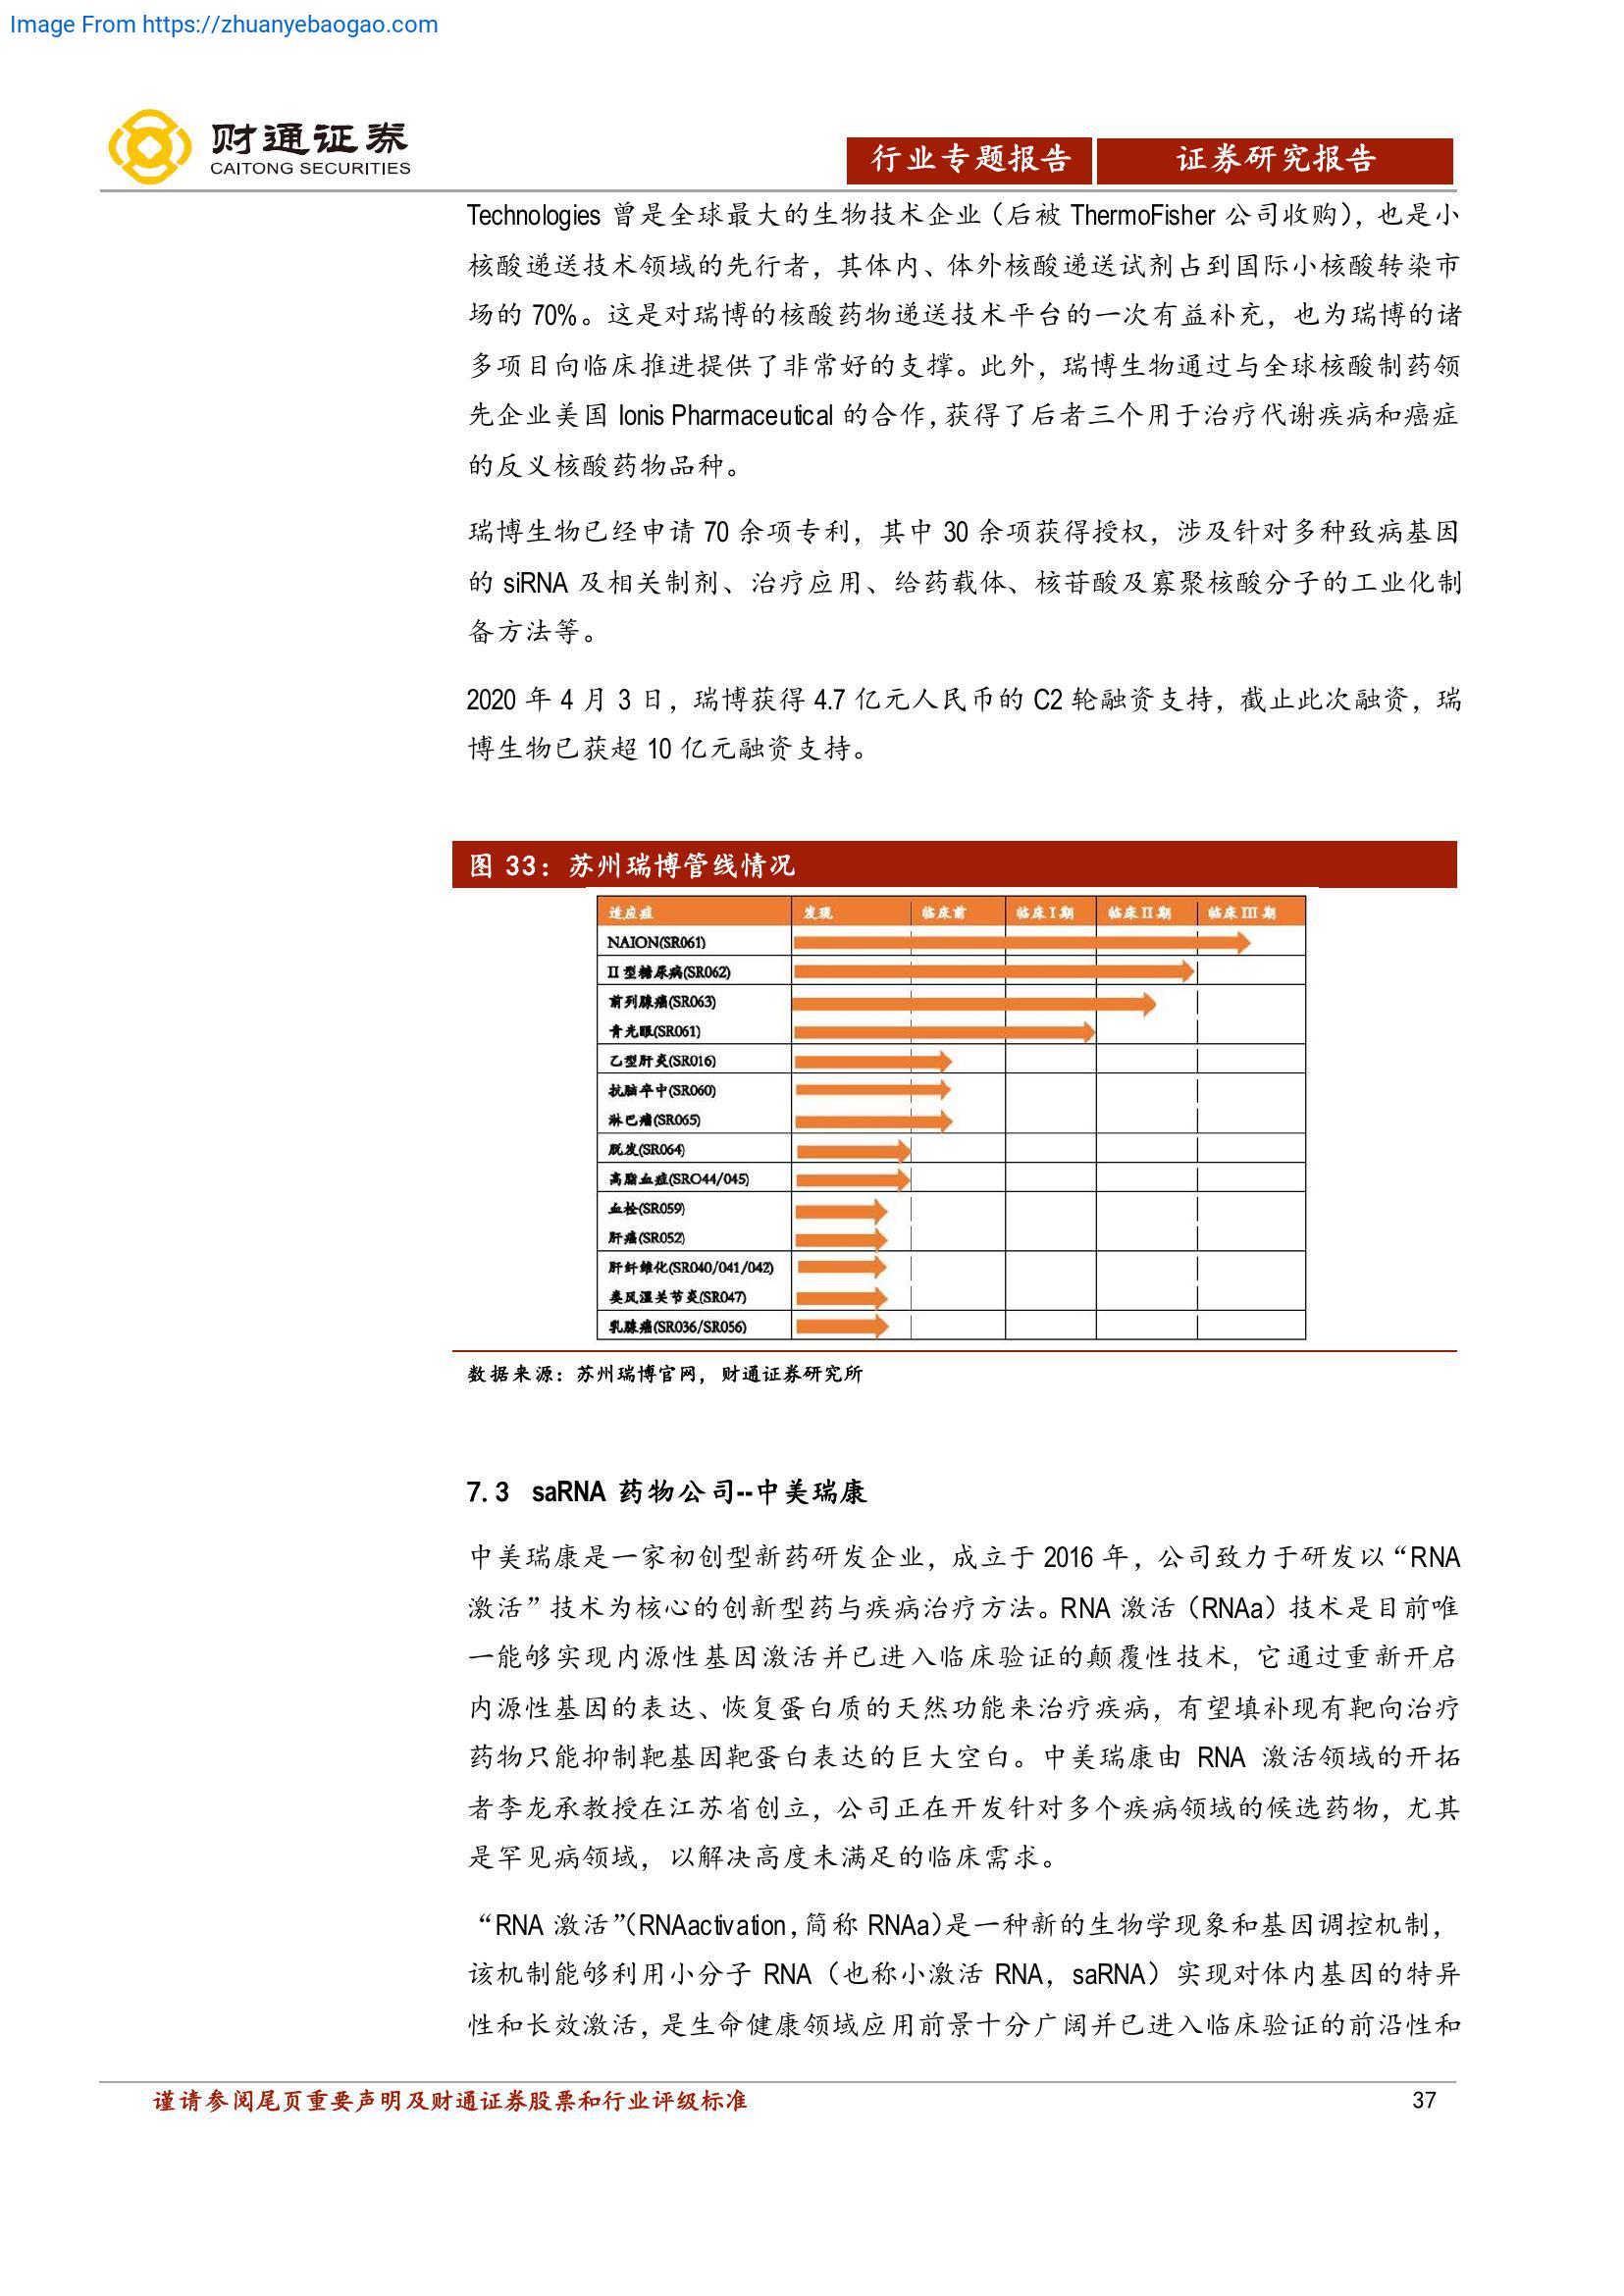 Image From https://zhuanyebaogao.com
财通证券
CAITONG SECURITIES
行业专题报告
证券研究报告
Technologies 曾是全球最大的生物技术企业（后被 ThermoFisher 公司收购），也是小
核酸递送技术领域的先行者，其体内、体外核酸递送试剂占到国际小核酸转染市
场的 70%。这是对瑞博的核酸药物递送技术平台的一次有益补充，也为瑞博的诸
多项目向临床推进提供了非常好的支撑。此外，瑞博生物通过与全球核酸制药领
先企业美国 Ionis Pharmaceutical 的合作，获得了后者三个用于治疗代谢疾病和癌症
的反义核酸药物品种。
瑞博生物已经申请 70 余项专利，其中 30 余项获得授权，涉及针对多种致病基因
的 siRNA 及相关制剂、治疗应用、给药载体、核苷酸及寡聚核酸分子的工业化制
备方法等。
2020 年 4 月 3 日，瑞博获得 4.7 亿元人民币的 C2 轮融资支持，截止此次融资，瑞
博生物已获超 10 亿元融资支持。
图 33：苏州瑞博管线情况
适应症 发现 临床前 临床 I 期 临床 II 期 临床 III 期
NAION(SR061)
II 型糖尿病(SR062)
前列腺癌(SR063)
青光眼(SR061)
乙型肝炎(SR016)
抗脑卒中(SR060)
淋巴瘤(SR065)
脱发(SR064)
高脂血症(SRO44/045)
血栓(SR059)
肝癌(SR052)
肝纤维化(SR040/041/042)
类风湿关节炎(SR047)
乳腺癌(SR036/SR056)
数据来源：苏州瑞博官网，财通证券研究所
7.3 saRNA 药物公司--中美瑞康
中美瑞康是一家初创型新药研发企业，成立于 2016 年，公司致力于研发以“RNA
激活”技术为核心的创新型药与疾病治疗方法。RNA 激活（RNAa）技术是目前唯
一能够实现内源性基因激活并已进入临床验证的颠覆性技术，它通过重新开启
内源性基因的表达、恢复蛋白质的天然功能来治疗疾病，有望填补现有靶向治疗
药物只能抑制靶基因靶蛋白表达的巨大空白。中美瑞康由 RNA 激活领域的开拓
者李龙承教授在江苏省创立，公司正在开发针对多个疾病领域的候选药物，尤其
是罕见病领域，以解决高度未满足的临床需求。
“RNA 激活”（RNAactivation，简称 RNAa）是一种新的生物学现象和基因调控机制，
该机制能够利用小分子 RNA（也称小激活 RNA，saRNA）实现对体内基因的特异
性和长效激活，是生命健康领域应用前景十分广阔并已进入临床验证的前沿性和
谨请参阅尾页重要声明及财通证券股票和行业评级标准
37